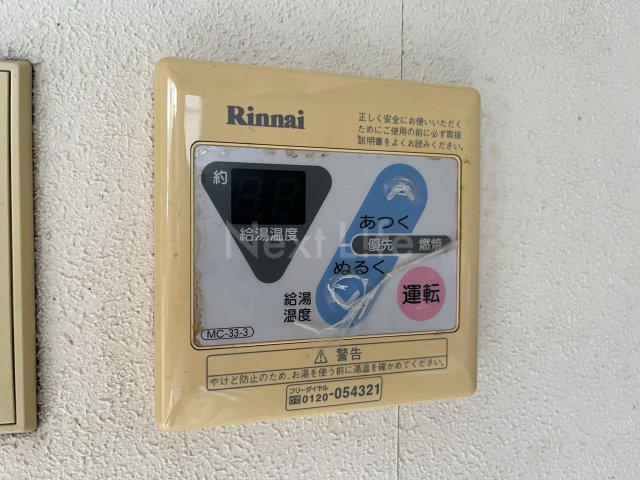 Rinnai
正しく安全にお使いいただく
ためにご使用の前に必ず取扱
説明書をよくお読みください。
約
給湯温度
あつく
優先 燃焼
ぬるく
給湯
温度
運転
MC-33-3
Next Life
警告
やけど防止のため、お湯を使う前に湯温を確かめてください。
フリーダイヤル
0120-054321